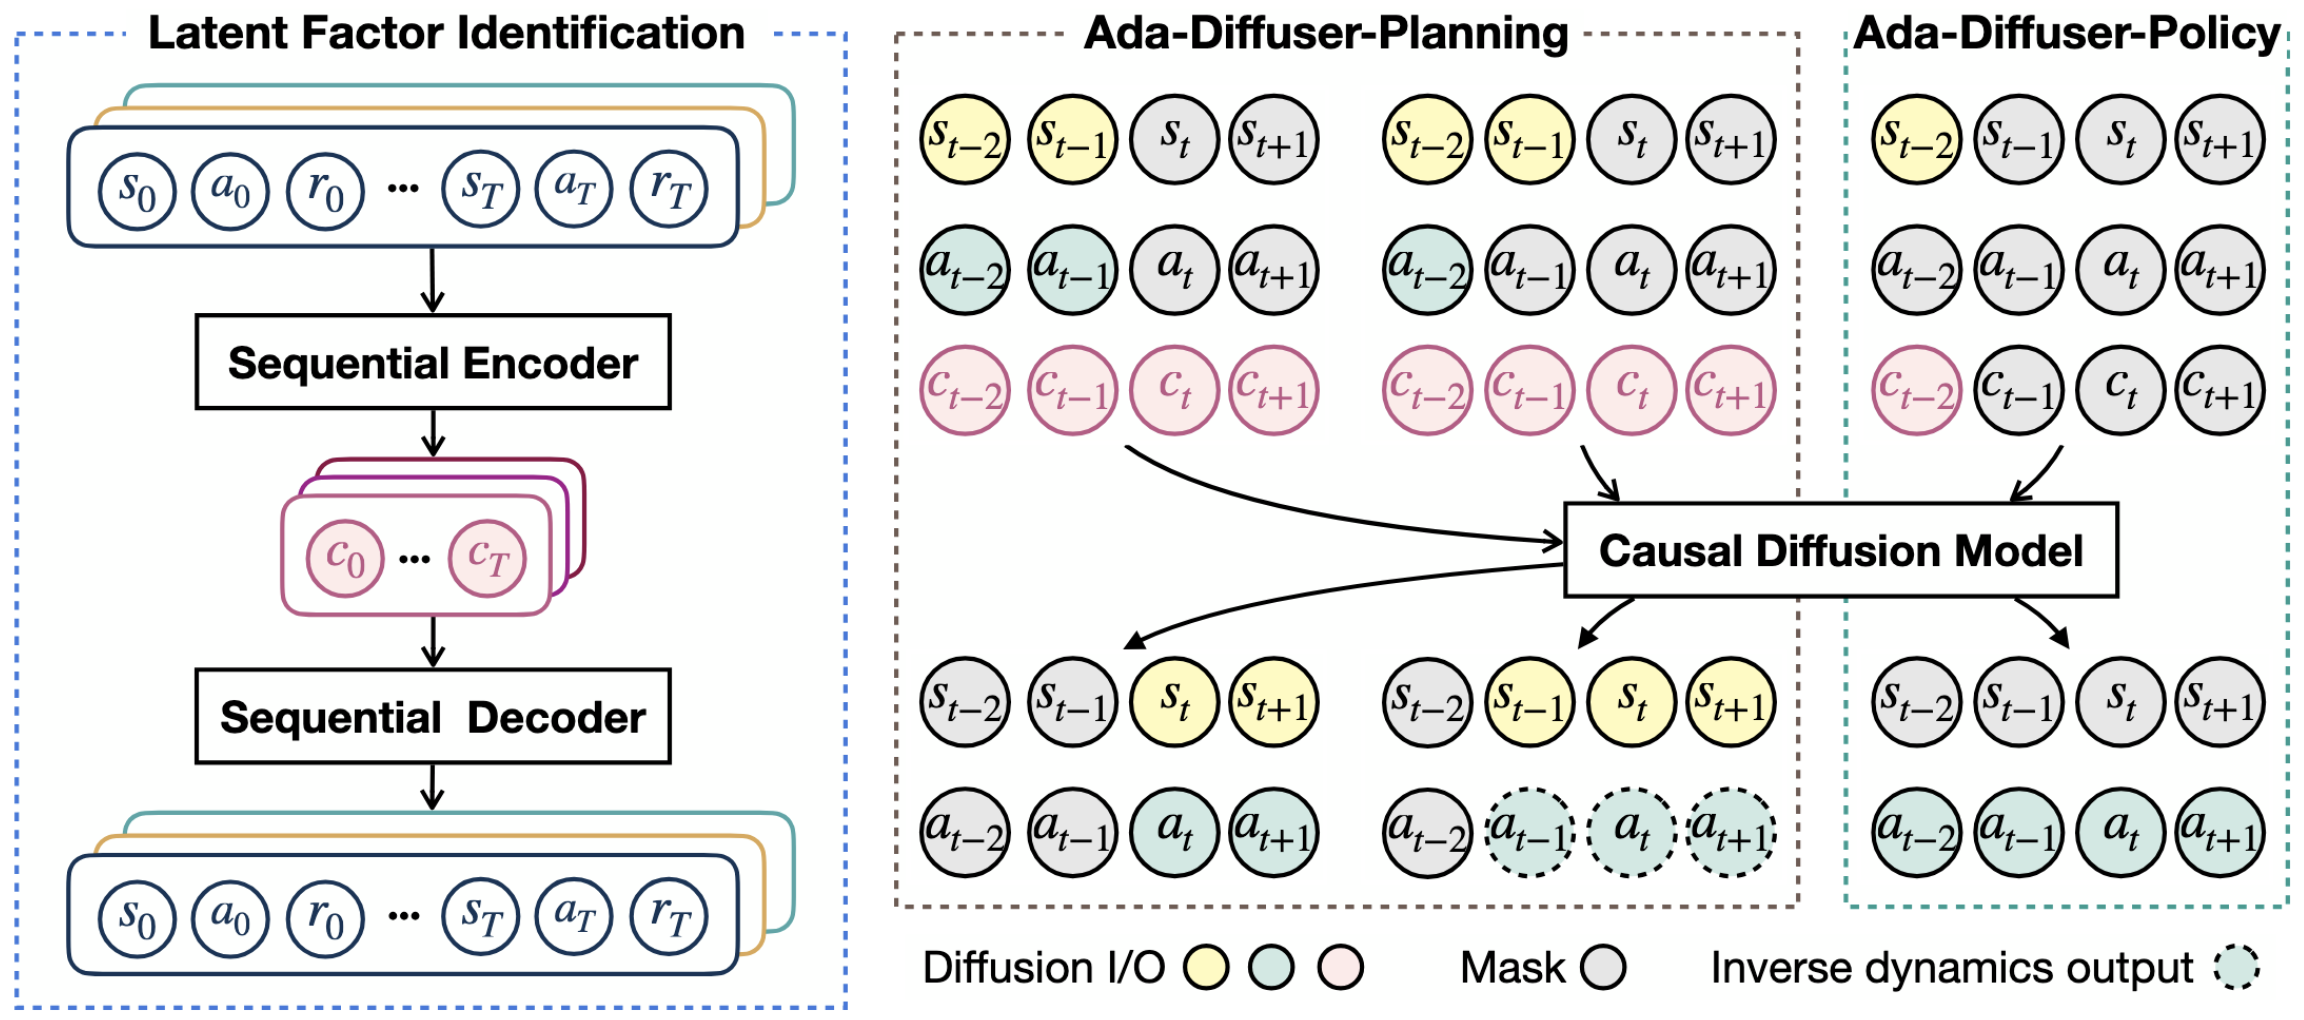 Latent Factor Identification
s_0 a_0 r_0 ... s_T a_T r_T
Sequential Encoder
c_0 ... c_T
Sequential Decoder
s_0 a_0 r_0 ... s_T a_T r_T
Ada-Diffuser-Planning
s_{t-2} s_{t-1} s_t s_{t+1} s_{t-2} s_{t-1} s_t s_{t+1}
a_{t-2} a_{t-1} a_t a_{t+1} a_{t-2} a_{t-1} a_t a_{t+1}
c_{t-2} c_{t-1} c_t c_{t+1} c_{t-2} c_{t-1} c_t c_{t+1}
Ada-Diffuser-Policy
s_{t-2} s_{t-1} s_t s_{t+1}
a_{t-2} a_{t-1} a_t a_{t+1}
c_{t-2} c_{t-1} c_t c_{t+1}
Causal Diffusion Model
s_{t-2} s_{t-1} s_t s_{t+1} s_{t-2} s_{t-1} s_t s_{t+1}
a_{t-2} a_{t-1} a_t a_{t+1} a_{t-2} a_{t-1} a_t a_{t+1}
s_{t-2} s_{t-1} s_t s_{t+1}
a_{t-2} a_{t-1} a_t a_{t+1}
Diffusion I/O
Mask
Inverse dynamics output